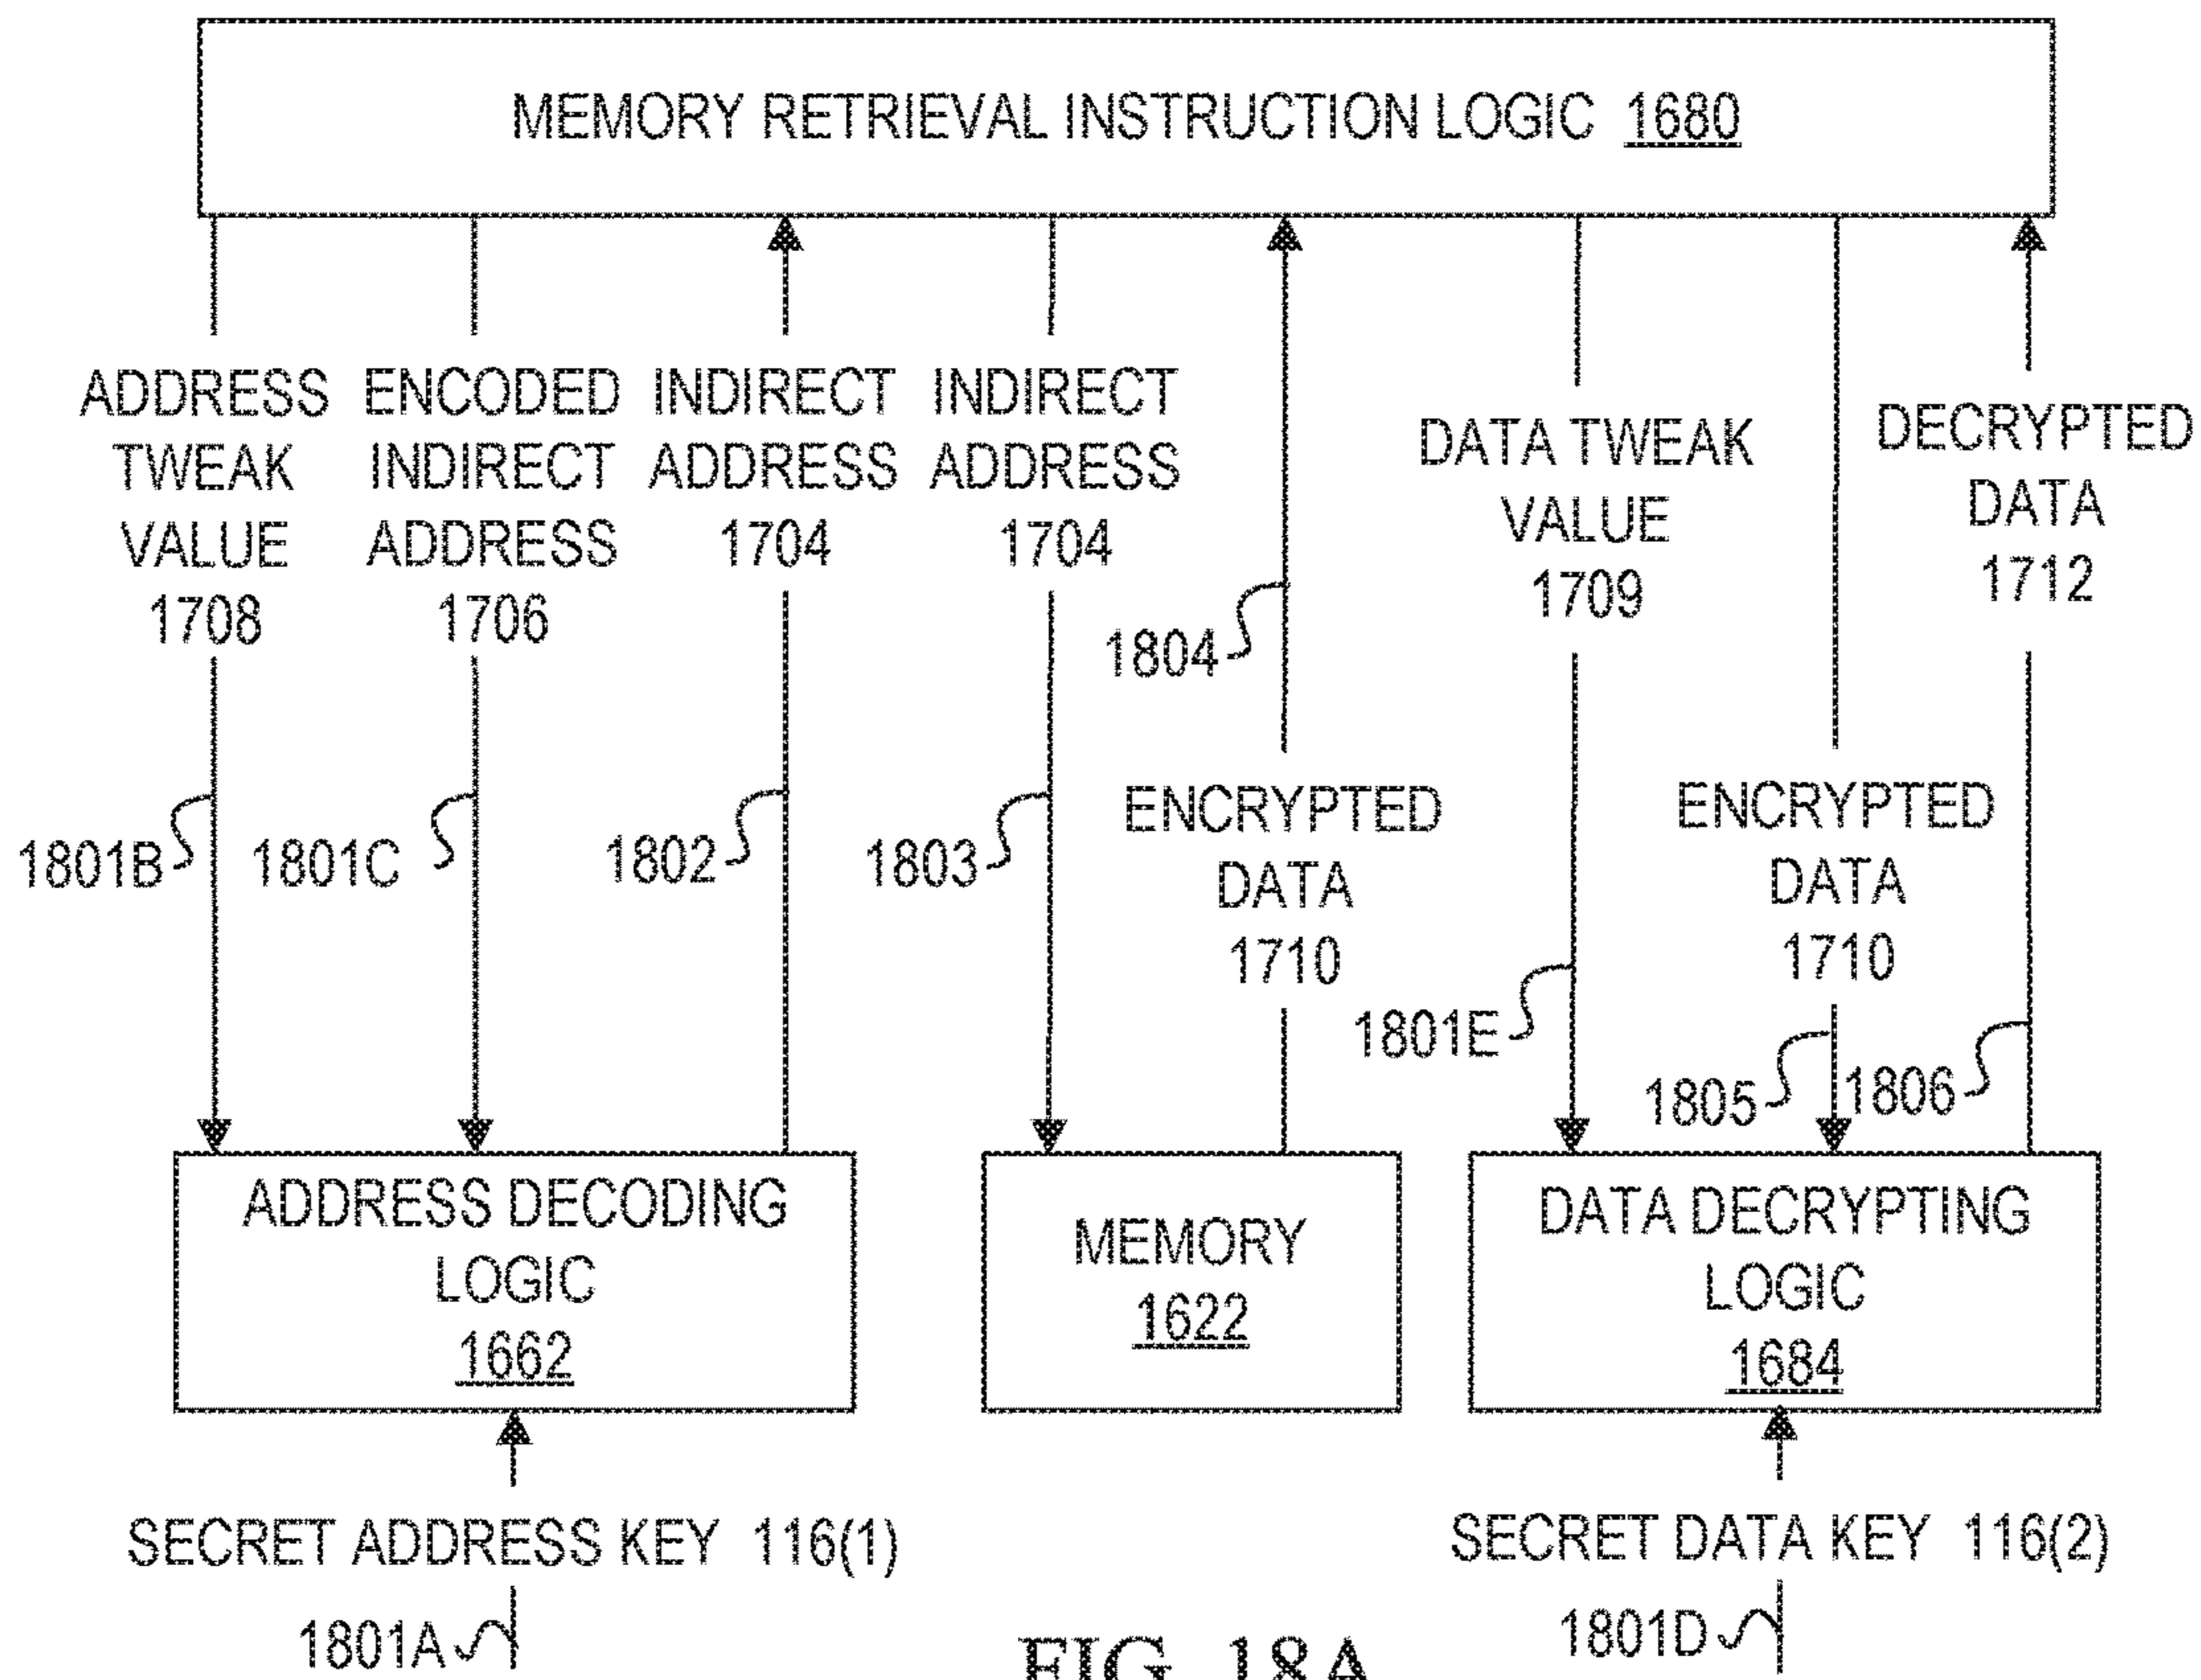 MEMORY RETRIEVAL INSTRUCTION LOGIC 1680
ADDRESS
TWEAK
VALUE
1708
ENCODED
INDIRECT
ADDRESS
1706
INDIRECT
ADDRESS
1704
INDIRECT
ADDRESS
1704
1804
DATA TWEAK
VALUE
1709
DECRYPTED
DATA
1712
1801B
1801C
1802
1803
ENCRYPTED
DATA
1710
1801E
ENCRYPTED
DATA
1710
1805
1806
ADDRESS DECODING
LOGIC
1662
MEMORY
1622
DATA DECRYPTING
LOGIC
1684
SECRET ADDRESS KEY 116(1)
1801A
SECRET DATA KEY 116(2)
1801D
FIG. 18A